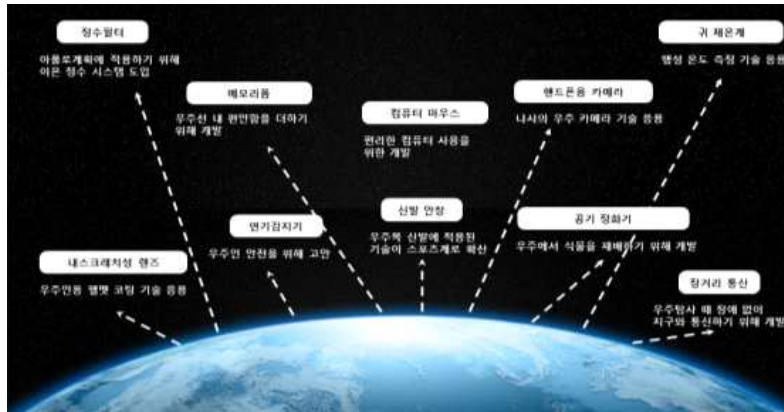 정수필터
아폴로계획에 적용하기 위해
이온 정수 시스템 도입
메모리폼
우주선 내 편안함을 더하기
위해 개발
컴퓨터 마우스
편리한 컴퓨터 사용을
위한 개발
핸드폰용 카메라
나사의 우주 카메라 기술 응용
귀 체온계
행성 온도 측정 기술 응용
내스크래치성 렌즈
우주인용 헬멧 코팅 기술 응용
연기감지기
우주인 안전을 위해 고안
신발 안창
우주복 신발에 적용된
기술이 스포츠계로 확산
공기 정화기
우주에서 식물을 재배하기 위해 개발
장거리 통신
우주탐사 때 장애 없이
지구와 통신하기 위해 개발